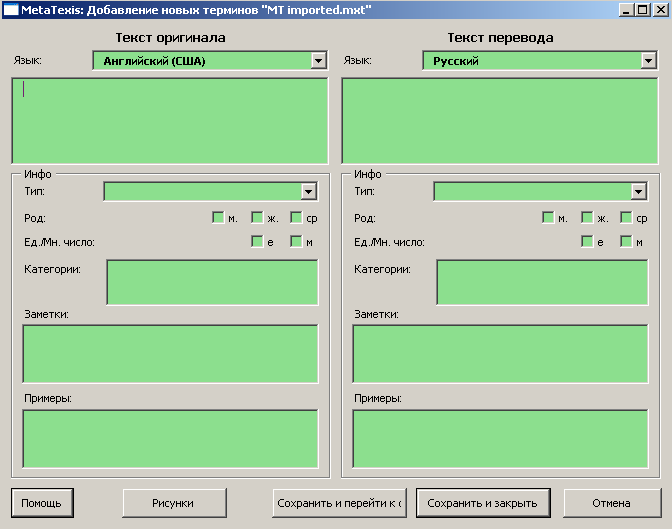 MetaTexis: Добавление новых терминов "MT imported.mxt"
Текст оригинала Текст перевода
Язык: Английский (США) Язык: Русский
Инфо Инфо
Тип: Тип:
Род: м. ж. ср Род: м. ж. ср
Ед./Мн. число: е м Ед./Мн. число: е м
Категории: Категории:
Заметки: Заметки:
Примеры: Примеры:
Помощь Рисунки Сохранить и перейти к с Сохранить и закрыть Отмена